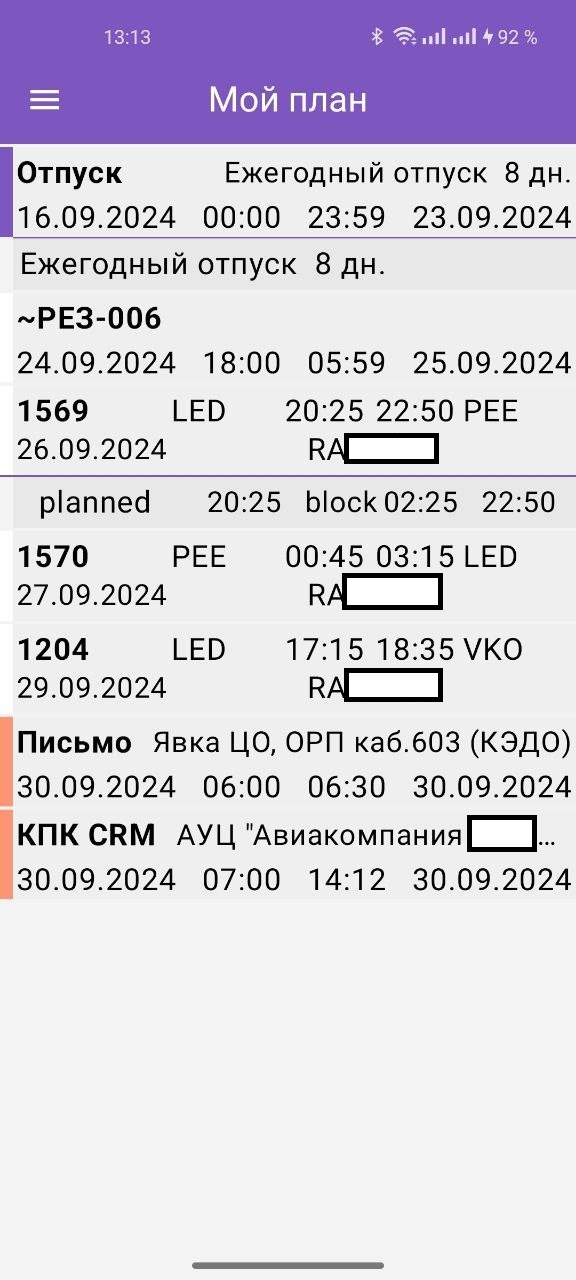 13:13 92 %
Мой план
Отпуск Ежегодный отпуск 8 дн.
16.09.2024 00:00 23:59 23.09.2024
Ежегодный отпуск 8 дн.
~РЕЗ-006
24.09.2024 18:00 05:59 25.09.2024
1569 LED 20:25 22:50 PEE
26.09.2024 RA
planned 20:25 block 02:25 22:50
1570 PEE 00:45 03:15 LED
27.09.2024 RA
1204 LED 17:15 18:35 VKO
29.09.2024 RA
Письмо Явка ЦО, ОРП каб.603 (КЭДО)
30.09.2024 06:00 06:30 30.09.2024
КПК CRM АУЦ "Авиакомпания ...
30.09.2024 07:00 14:12 30.09.2024